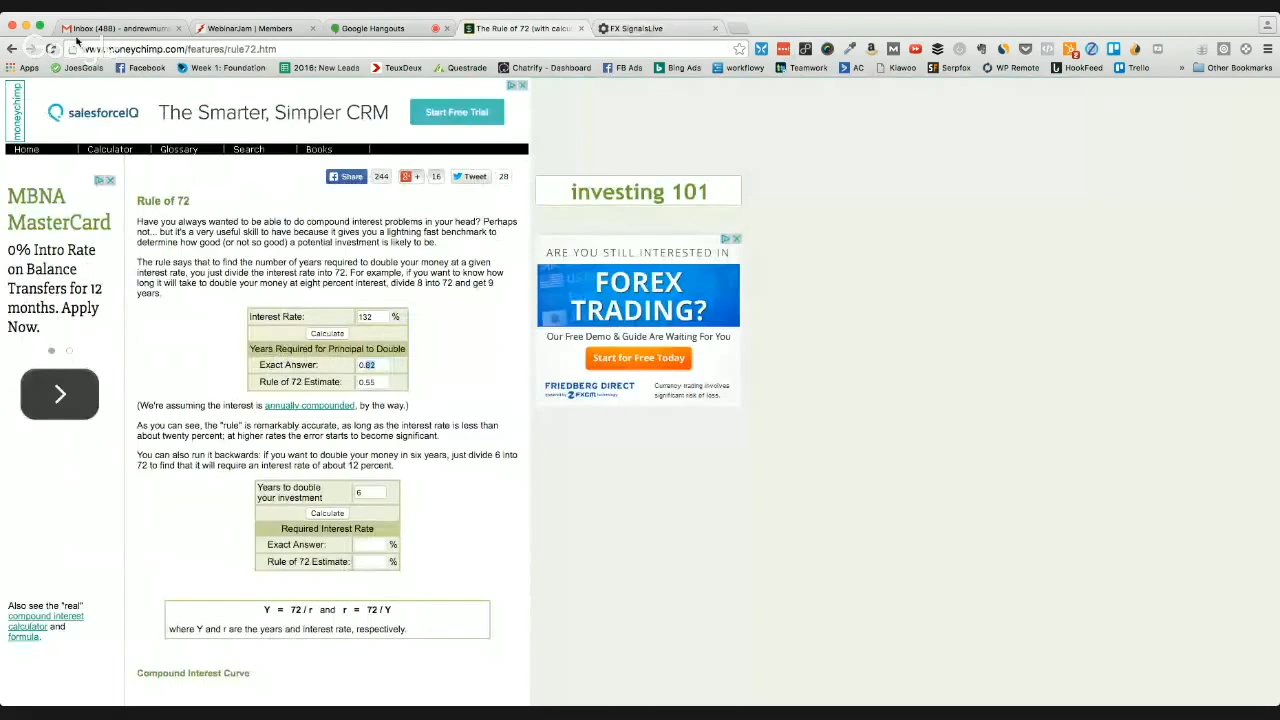 Inbox (488) - andrewmurr
WebinarJam | Members
Google Hangouts
The Rule of 72 (with calcu
FX SignalsLive
www.moneychimp.com/features/rule72.htm
Apps
JoesGoals
Facebook
Week 1: Foundation
2016: New Leads
TeuxDeux
Questrade
Chatrify - Dashboard
FB Ads
Bing Ads
workflowy
Teamwork
AC
Klawoo
Serpfox
WP Remote
HookFeed
Trello
»
Other Bookmarks
moneychimp
salesforceIQ
The Smarter, Simpler CRM
Start Free Trial
Home | Calculator | Glossary | Search | Books |
Share 244
+ 16
Tweet 28
MBNA
MasterCard
0% Intro Rate
on Balance
Transfers for 12
months. Apply
Now.
Also see the "real"
compound interest
calculator and
formula.
Rule of 72
Have you always wanted to be able to do compound interest problems in your head? Perhaps
not... but it's a very useful skill to have because it gives you a lightning fast benchmark to
determine how good (or not so good) a potential investment is likely to be.
The rule says that to find the number of years required to double your money at a given
interest rate, you just divide the interest rate into 72. For example, if you want to know how
long it will take to double your money at eight percent interest, divide 8 into 72 and get 9
years.
Interest Rate: 132 %
Calculate
Years Required for Principal to Double
Exact Answer: 0.82
Rule of 72 Estimate: 0.55
(We're assuming the interest is annually compounded, by the way.)
As you can see, the "rule" is remarkably accurate, as long as the interest rate is less than
about twenty percent; at higher rates the error starts to become significant.
You can also run it backwards: if you want to double your money in six years, just divide 6 into
72 to find that it will require an interest rate of about 12 percent.
Years to double
your investment 6
Calculate
Required Interest Rate
Exact Answer: %
Rule of 72 Estimate: %
Y = 72 / r and r = 72 / Y
where Y and r are the years and interest rate, respectively.
Compound Interest Curve
investing 101
ARE YOU STILL INTERESTED IN
FOREX
TRADING?
Our Free Demo & Guide Are Waiting For You
Start for Free Today
FRIEDBERG DIRECT
powered by FXCM technology
Currency trading involves
significant risk of loss.